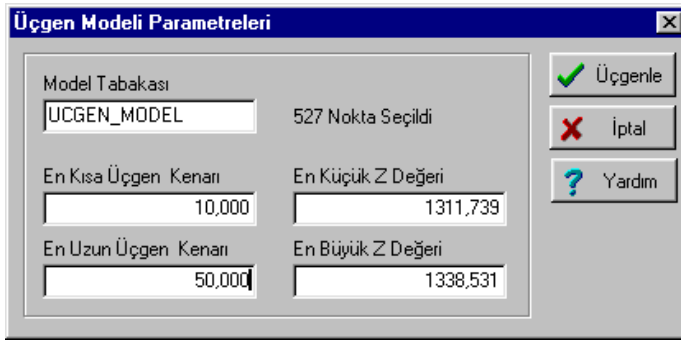 Üçgen Modeli Parametreleri
Model Tabakası
UCGEN_MODEL
527 Nokta Seçildi
En Kısa Üçgen Kenarı
En Küçük Z Değeri
10,000
1311,739
En Uzun Üçgen Kenarı
En Büyük Z Değeri
50,000
1338,531
Üçgenle
İptal
Yardım